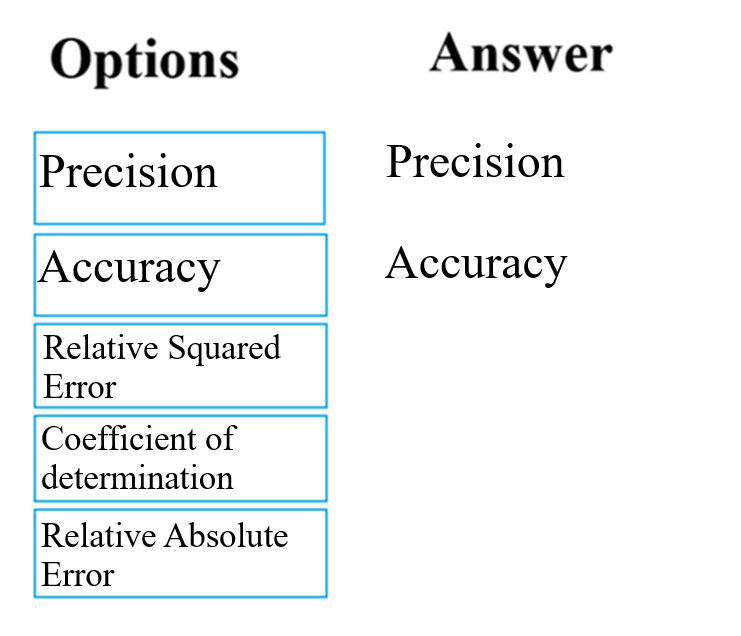 Options
Answer
Precision
Precision
Accuracy
Accuracy
Relative Squared
Error
Coefficient of
determination
Relative Absolute
Error